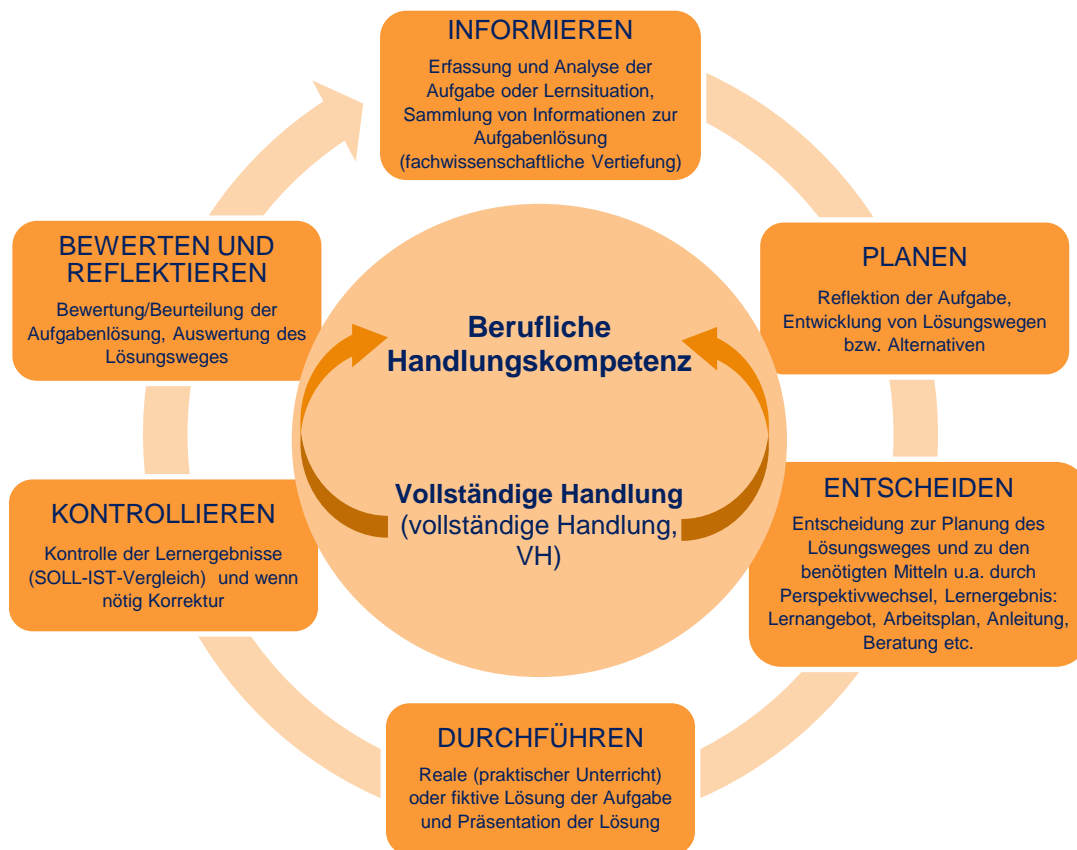 INFORMIEREN
Erfassung und Analyse der
Aufgabe oder Lernsituation,
Sammlung von Informationen zur
Aufgabenlösung
(fachwissenschaftliche Vertiefung)
PLANEN
Reflektion der Aufgabe,
Entwicklung von Lösungswegen
bzw. Alternativen
ENTSCHEIDEN
Entscheidung zur Planung des
Lösungsweges und zu den
benötigten Mitteln u.a. durch
Perspektivwechsel, Lernergebnis:
Lernangebot, Arbeitsplan, Anleitung,
Beratung etc.
DURCHFÜHREN
Reale (praktischer Unterricht)
oder fiktive Lösung der Aufgabe
und Präsentation der Lösung
KONTROLLIEREN
Kontrolle der Lernergebnisse
(SOLL-IST-Vergleich) und wenn
nötig Korrektur
BEWERTEN UND
REFLEKTIEREN
Bewertung/Beurteilung der
Aufgabenlösung, Auswertung des
Lösungsweges
Berufliche
Handlungskompetenz
Vollständige Handlung
(vollständige Handlung,
VH)